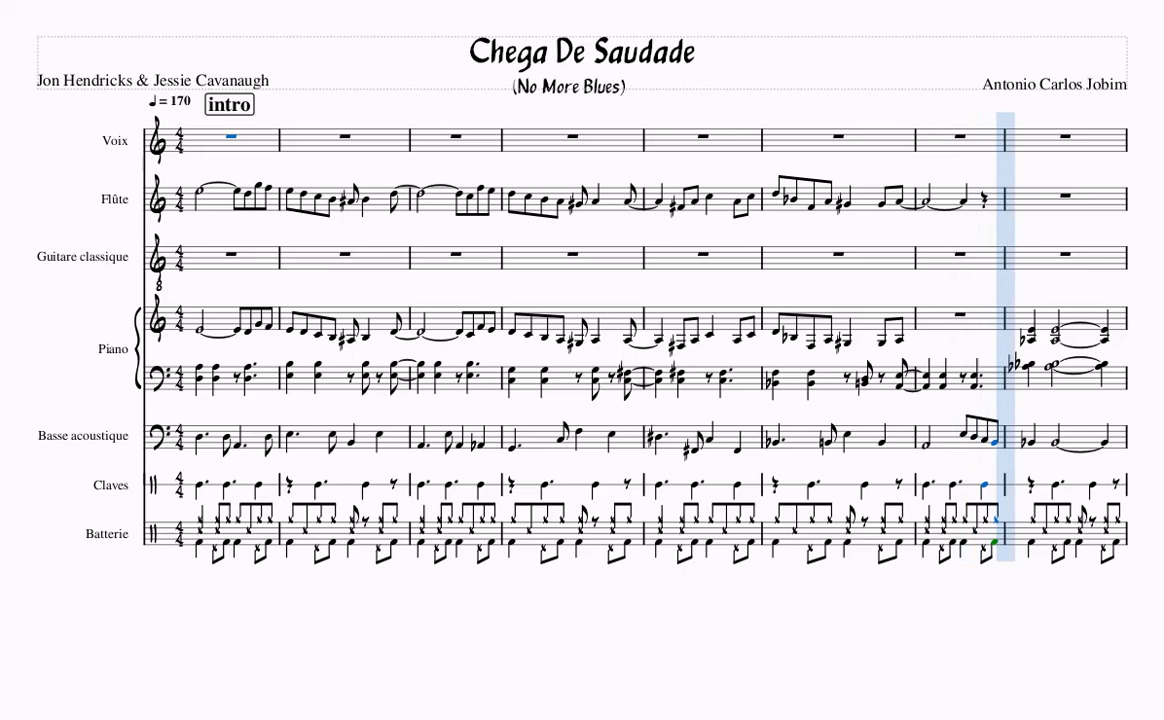 Chega De Saudade
Jon Hendricks & Jessie Cavanaugh
(No More Blues)
Antonio Carlos Jobim
♩ = 170
intro
Voix
Flûte
Guitare classique
8
Piano
Basse acoustique
Claves
Batterie